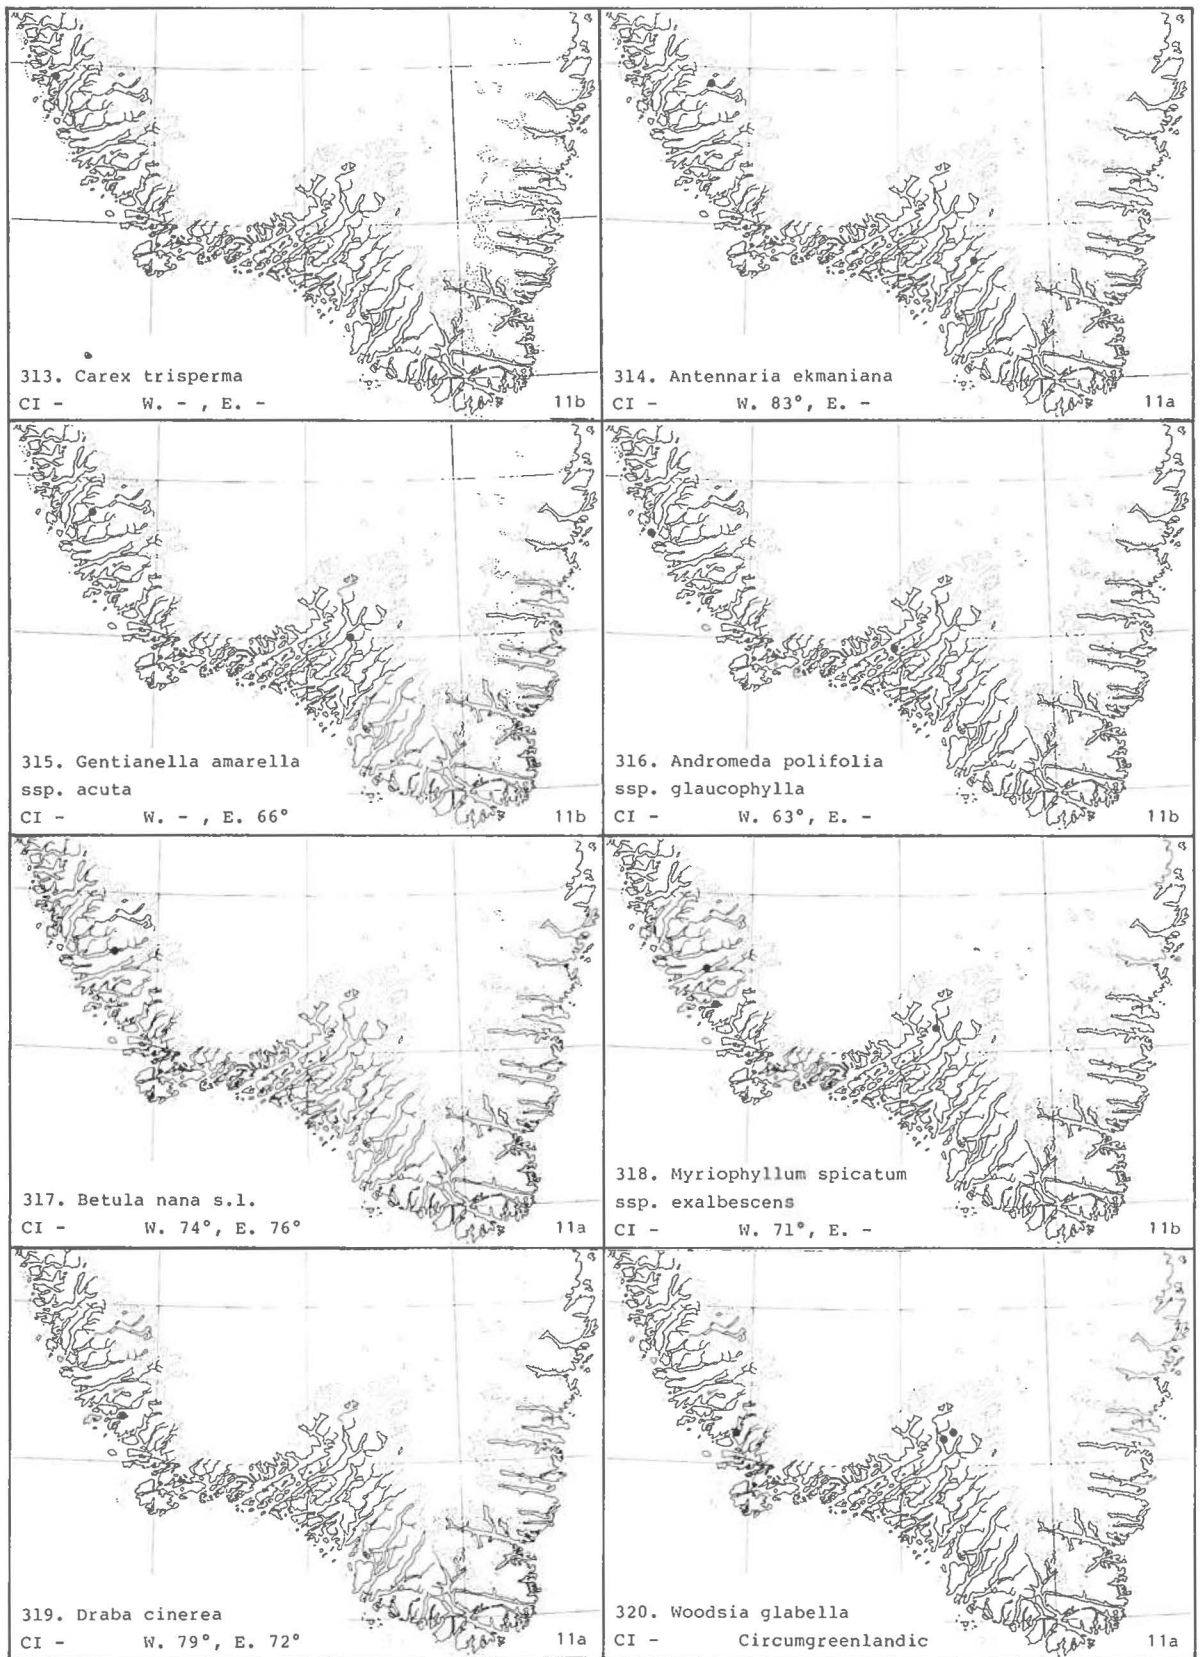 313. Carex trisperma
CI - W. - , E. - 11b
314. Antennaria ekmaniana
CI - W. 83°, E. - 11a
315. Gentianella amarella
ssp. acuta
CI - W. - , E. 66° 11b
316. Andromeda polifolia
ssp. glaucophylla
CI - W. 63°, E. - 11b
317. Betula nana s.l.
CI - W. 74°, E. 76° 11a
318. Myriophyllum spicatum
ssp. exalbescens
CI - W. 71°, E. - 11b
319. Draba cinerea
CI - W. 79°, E. 72° 11a
320. Woodsia glabella
CI - Circumgreenlandic 11a